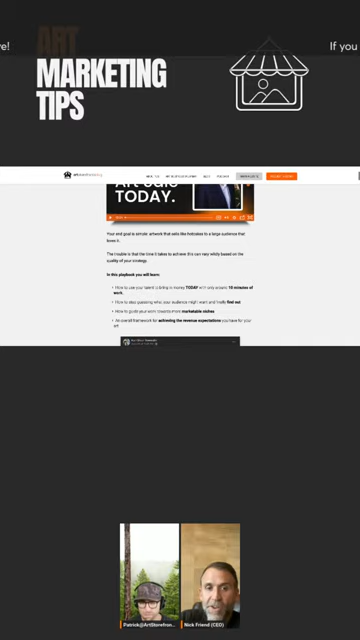 ART
ve!
If you
MARKETING
TIPS
Art Sale
TODAY.
Your end goal is simple: artwork that sells like hotcakes to a large audience that
loves it.
The trouble is that the time it takes to achieve this can vary wildly based on the
quality of your strategy.
In this playbook you will learn:
How to use your talent to bring in money TODAY with only around 15 minutes of
work.
How to stop guessing what your audience might want and finally find out
How to guide your work towards more marketable niches
An overall framework for achieving the revenue expectations you have for your
art
Patrick@ArtStorefron...
Nick Friend (CEO)